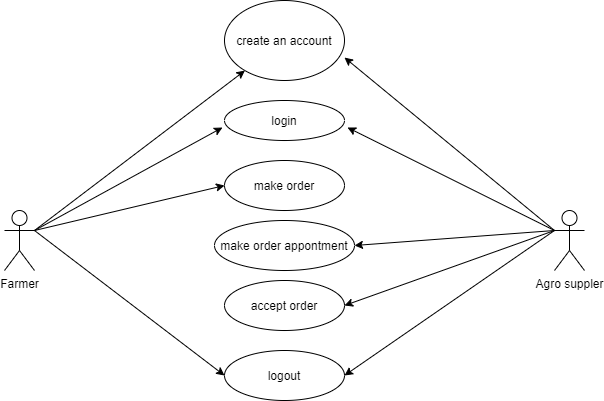 create an account
login
make order
make order appontment
Farmer
Agro suppler
accept order
logout